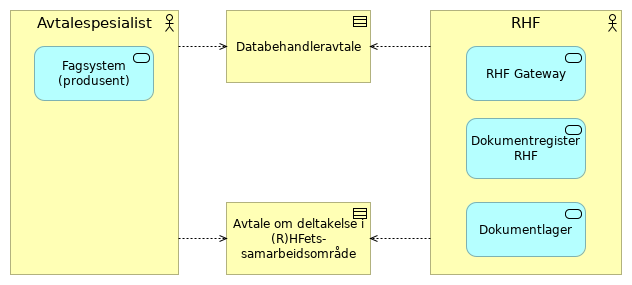 Avtalespesialist
Fagsystem
(produsent)
Databehandleravtale
Avtale om deltakelse i
(R)HFets-
samarbeidsområde
RHF
RHF Gateway
Dokumentregister
RHF
Dokumentlager